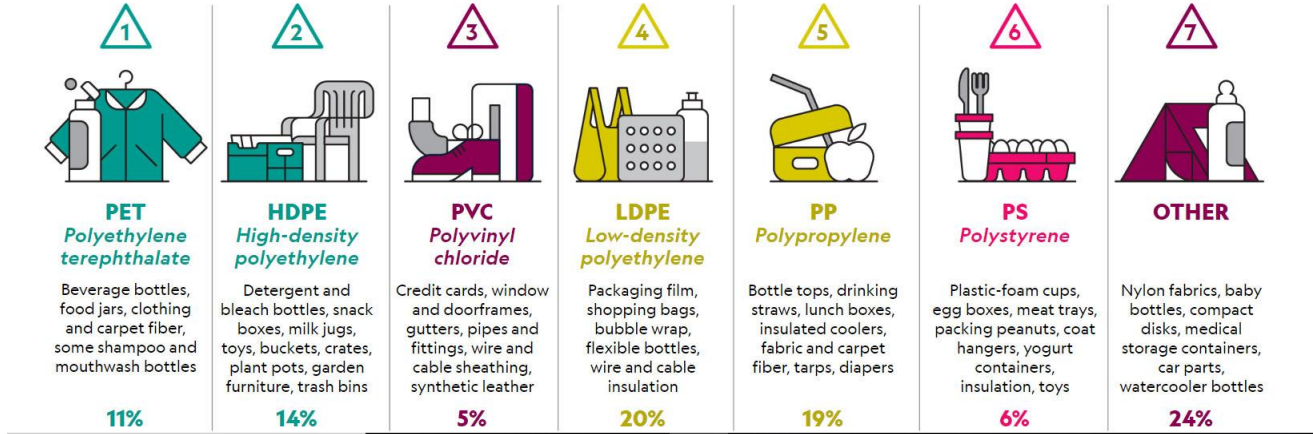 1
PET
Polyethylene
terephthalate
Beverage bottles,
food jars, clothing
and carpet fiber,
some shampoo and
mouthwash bottles
11%
2
HDPE
High-density
polyethylene
Detergent and
bleach bottles, snack
boxes, milk jugs,
toys, buckets, crates,
plant pots, garden
furniture, trash bins
14%
3
PVC
Polyvinyl
chloride
Credit cards, window
and doorframes,
gutters, pipes and
fittings, wire and
cable sheathing,
synthetic leather
5%
4
LDPE
Low-density
polyethylene
Packaging film,
shopping bags,
bubble wrap,
flexible bottles,
wire and cable
insulation
20%
5
PP
Polypropylene
Bottle tops, drinking
straws, lunch boxes,
insulated coolers,
fabric and carpet
fiber, tarps, diapers
19%
6
PS
Polystyrene
Plastic-foam cups,
egg boxes, meat trays,
packing peanuts, coat
hangers, yogurt
containers,
insulation, toys
6%
7
OTHER
Nylon fabrics, baby
bottles, compact
disks, medical
storage containers,
car parts,
watercooler bottles
24%